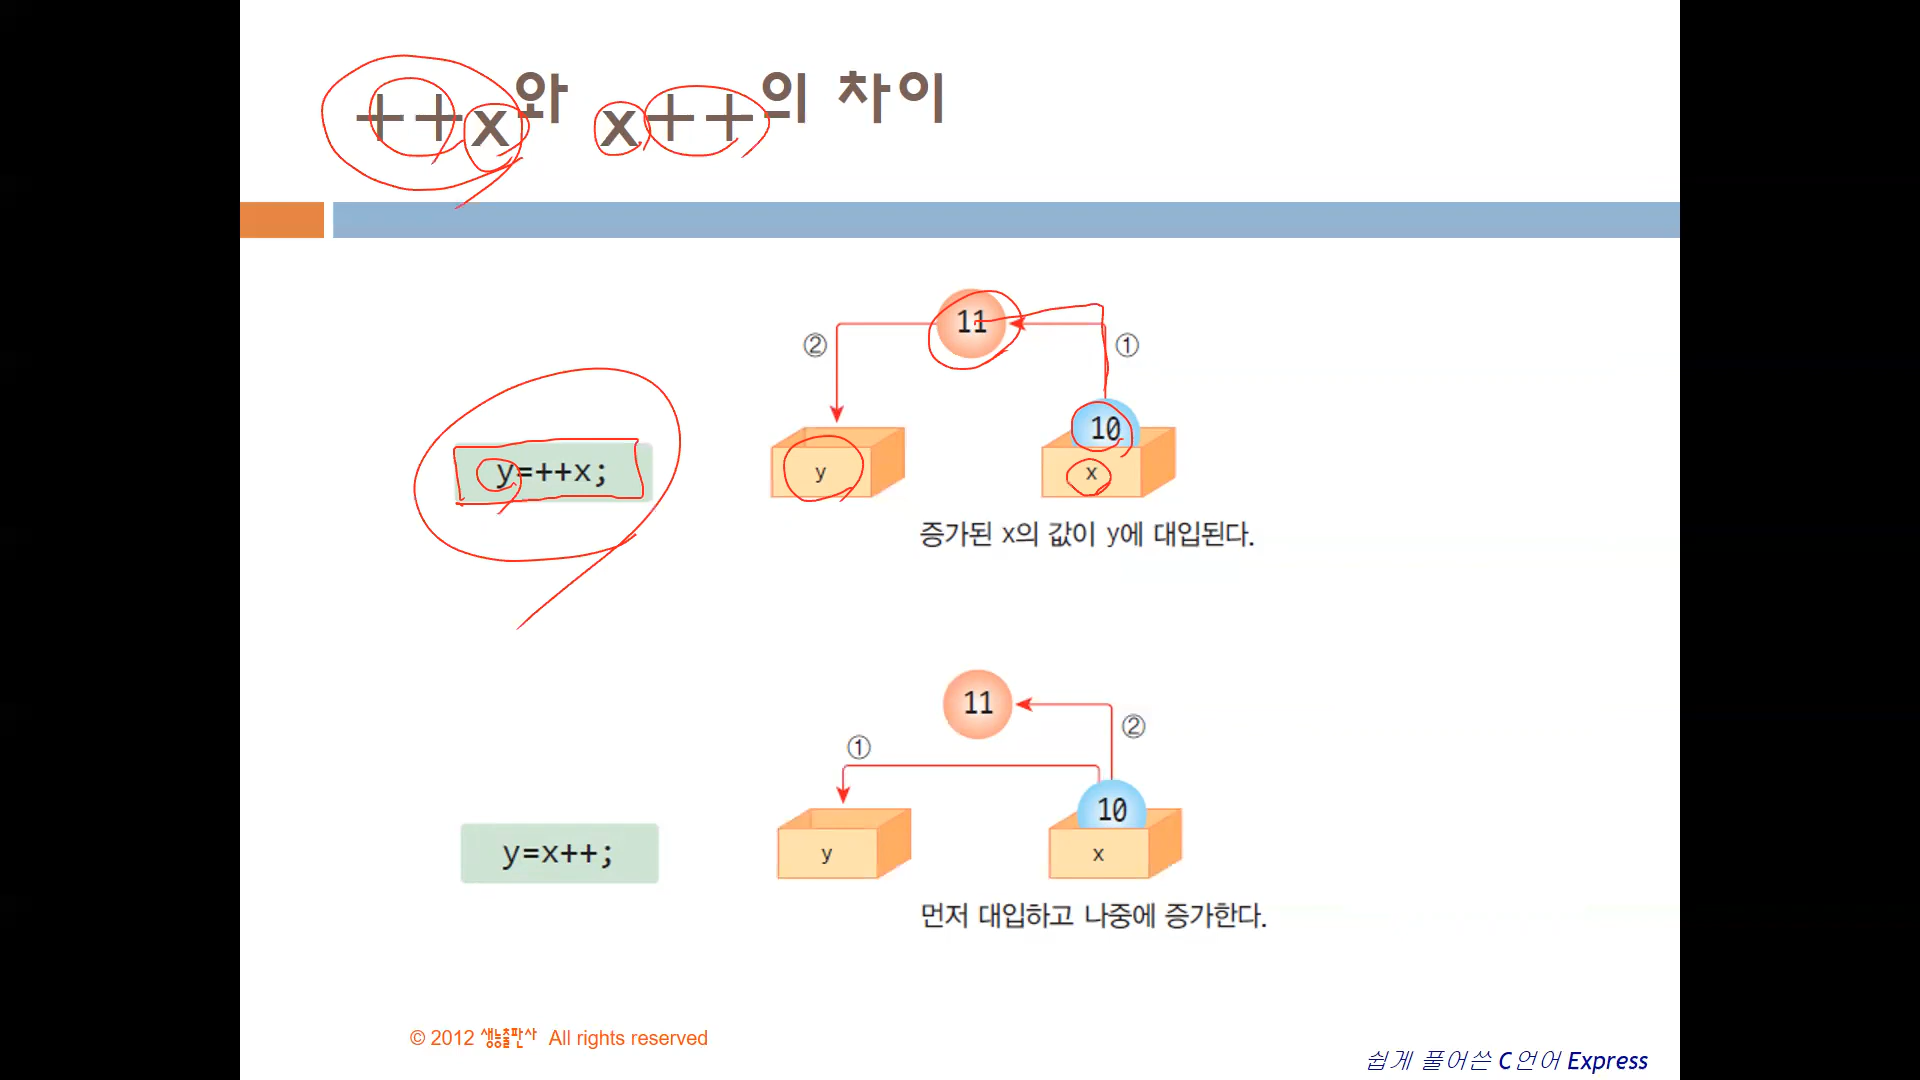 ++x와 x++의 차이
11
② ①
10
y=++x;
y x
증가된 x의 값이 y에 대입된다.
11
②
①
10
y=x++;
y x
먼저 대입하고 나중에 증가한다.
© 2012 생능출판사 All rights reserved
쉽게 풀어쓴 C언어 Express